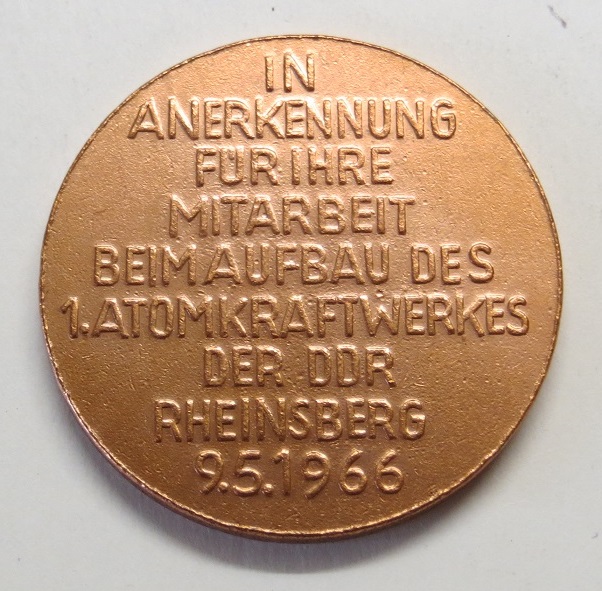 IN
ANERKENNUNG
FÜR IHRE
MITARBEIT
BEIM AUFBAU DES
1. ATOMKRAFTWERKES
DER DDR
RHEINSBERG
9.5.1966